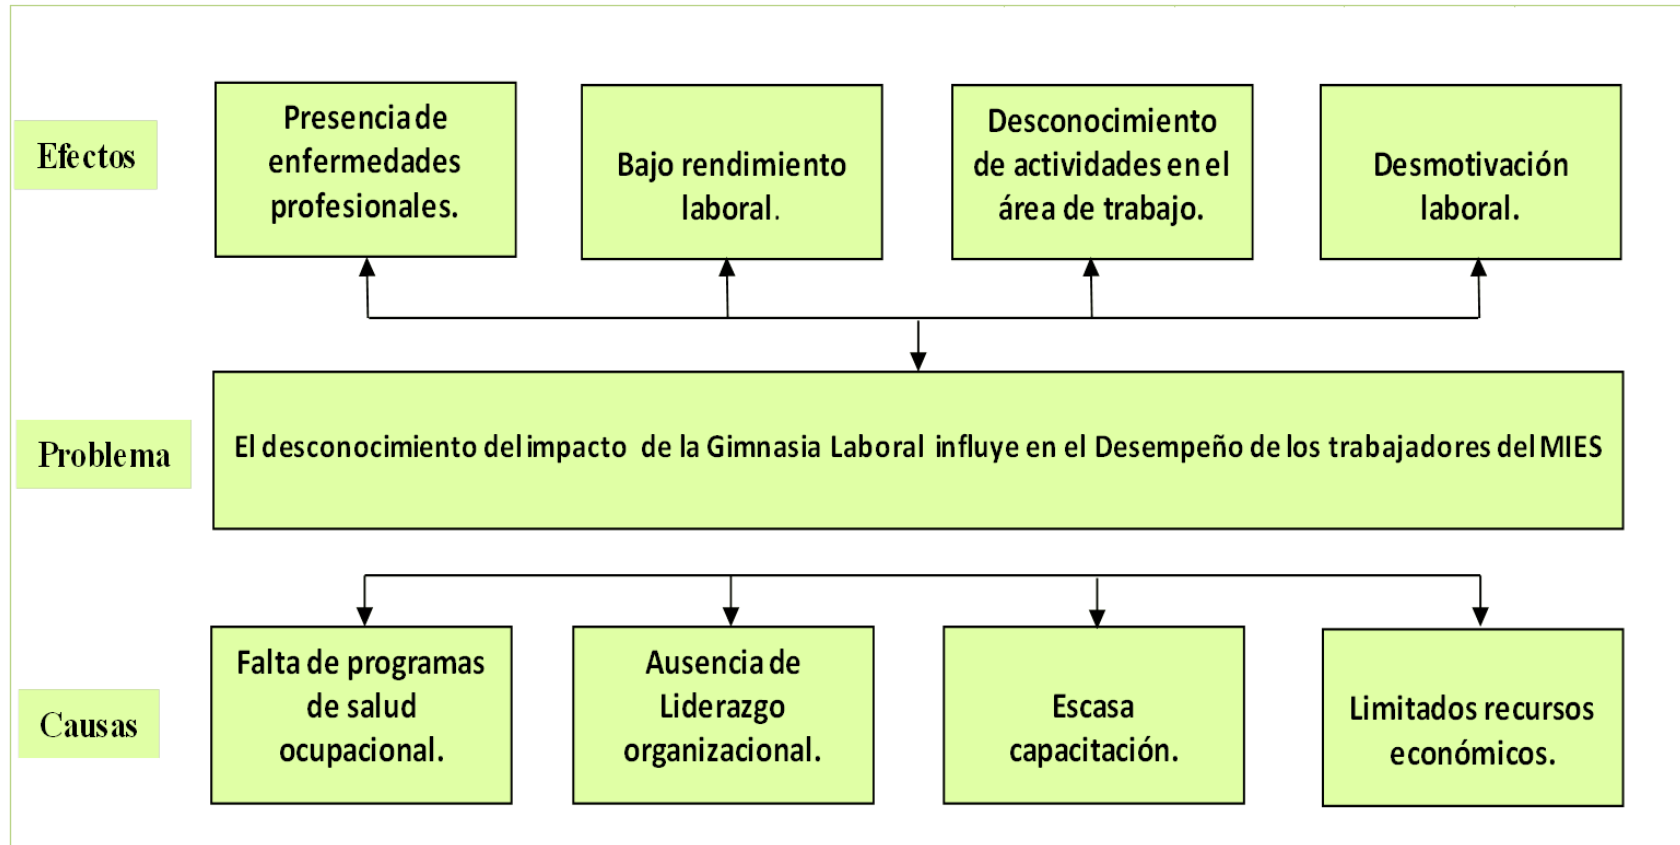 Efectos
Presencia de
enfermedades
profesionales.
Bajo rendimiento
laboral.
Desconocimiento
de actividades en el
área de trabajo.
Desmotivación
laboral.
Problema
El desconocimiento del impacto de la Gimnasia Laboral influye en el Desempeño de los trabajadores del MIES
Causas
Falta de programas
de salud
ocupacional.
Ausencia de
Liderazgo
organizacional.
Escasa
capacitación.
Limitados recursos
económicos.